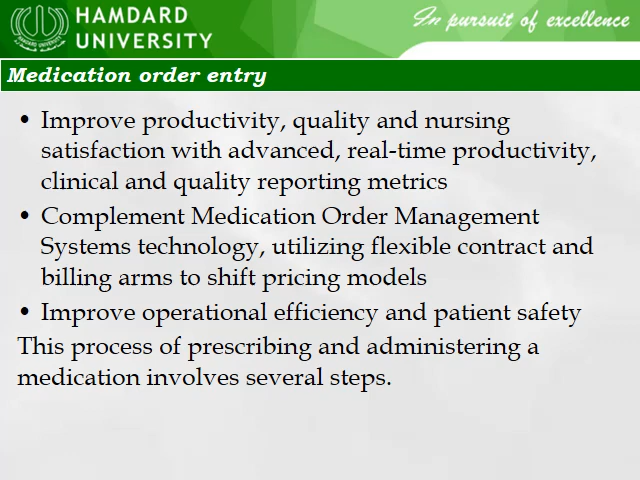 HAMDARD
UNIVERSITY
In pursuit of excellence
Medication order entry
• Improve productivity, quality and nursing
satisfaction with advanced, real-time productivity,
clinical and quality reporting metrics
• Complement Medication Order Management
Systems technology, utilizing flexible contract and
billing arms to shift pricing models
• Improve operational efficiency and patient safety
This process of prescribing and administering a
medication involves several steps.